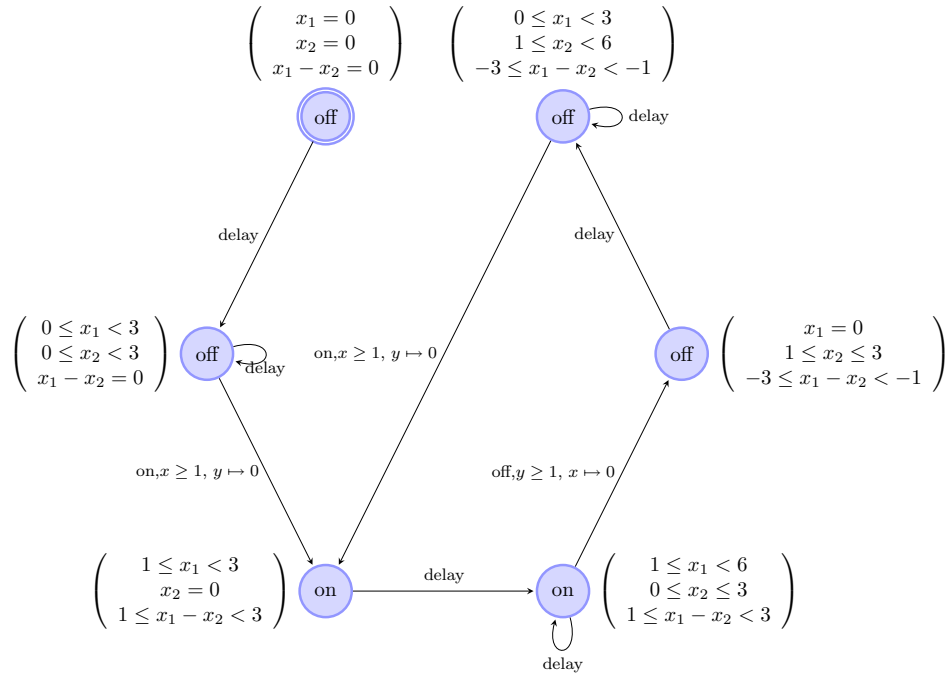 x₁ = 0
x₂ = 0
x₁ − x₂ = 0
0 ≤ x₁ < 3
1 ≤ x₂ < 6
−3 ≤ x₁ − x₂ < −1
off
off
delay
delay
delay
0 ≤ x₁ < 3
0 ≤ x₂ < 3
x₁ − x₂ = 0
off
delay
on,x ≥ 1, y ↦ 0
off
x₁ = 0
1 ≤ x₂ ≤ 3
−3 ≤ x₁ − x₂ < −1
on,x ≥ 1, y ↦ 0
off,y ≥ 1, x ↦ 0
1 ≤ x₁ < 3
x₂ = 0
1 ≤ x₁ − x₂ < 3
on
delay
on
1 ≤ x₁ < 6
0 ≤ x₂ ≤ 3
1 ≤ x₁ − x₂ < 3
delay